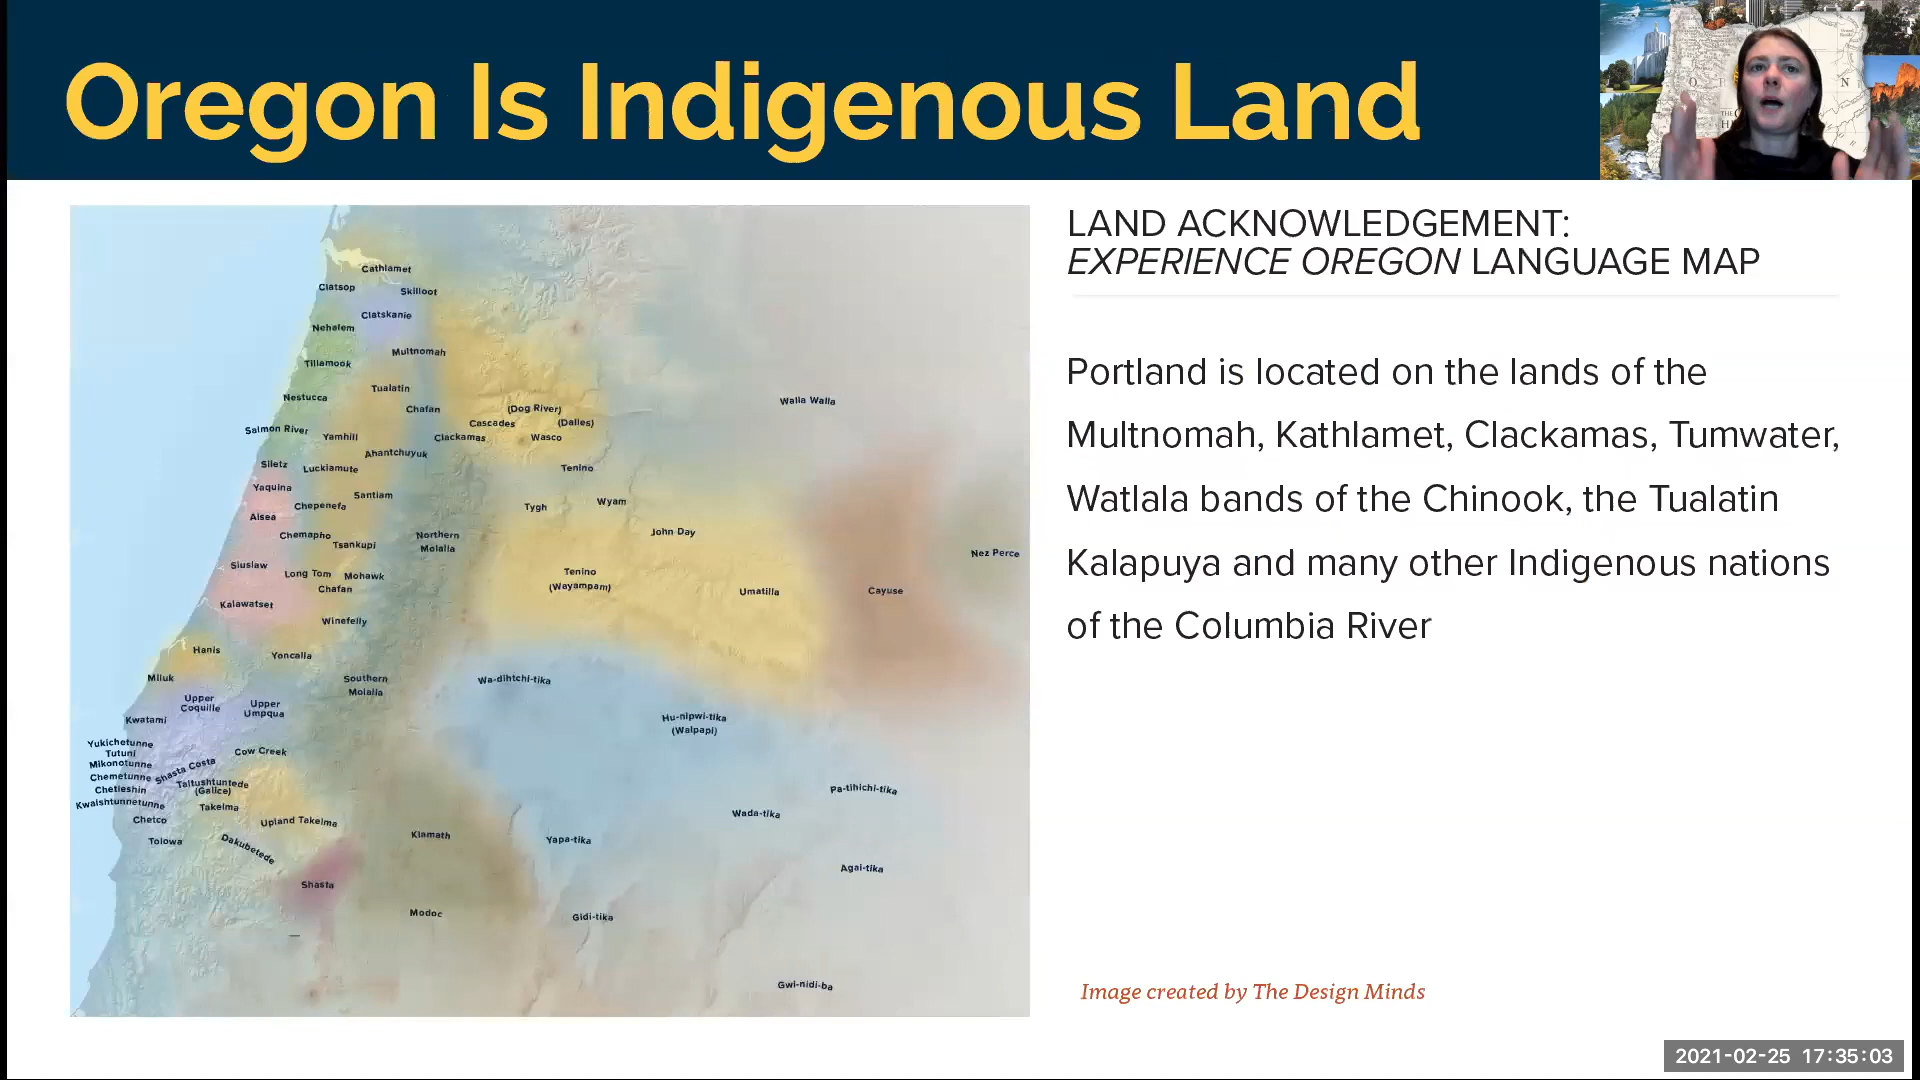 Oregon Is Indigenous Land
LAND ACKNOWLEDGEMENT:
EXPERIENCE OREGON LANGUAGE MAP
Portland is located on the lands of the
Multnomah, Kathlamet, Clackamas, Tumwater,
Watlala bands of the Chinook, the Tualatin
Kalapuya and many other Indigenous nations
of the Columbia River
Image created by The Design Minds
2021-02-25 17:35:03
Cathlamet
Clatsop
Skilloot
Clatskanie
Nehalem
Multnomah
Tillamook
Tualatin
Nestucca
Chafan
(Dog River)
Walla Walla
Cascades
(Dalles)
Salmon River
Yamhill
Clackamas
Wasco
Ahantchuyuk
Siletz
Luckiamute
Tenino
Yaquina
Santiam
Chepenefa
Tygh
Wyam
Alsea
Chemapho
Tsankupi
Northern
Molalla
John Day
Nez Perce
Siuslaw
Long Tom
Mohawk
Chafan
Tenino
(Wayampam)
Umatilla
Cayuse
Kalawatset
Winefelly
Hanis
Yoncalla
Miluk
Southern
Molalla
Wa-dihtchi-tika
Upper
Coquille
Upper
Umpqua
Kwatami
Hu-nipwi-tika
(Walpapi)
Yukichetunne
Tutuni
Mikonotunne
Chemetunne
Chetleshin
Kwaishtunnetunne
Shasta Costa
Cow Creek
Taltushtuntede
(Galice)
Takelma
Chetco
Upland Takelma
Tolowa
Dakubetede
Klamath
Yapa-tika
Wada-tika
Pa-tihichi-tika
Agai-tika
Shasta
Modoc
Gidi-tika
Gwi-nidi-ba